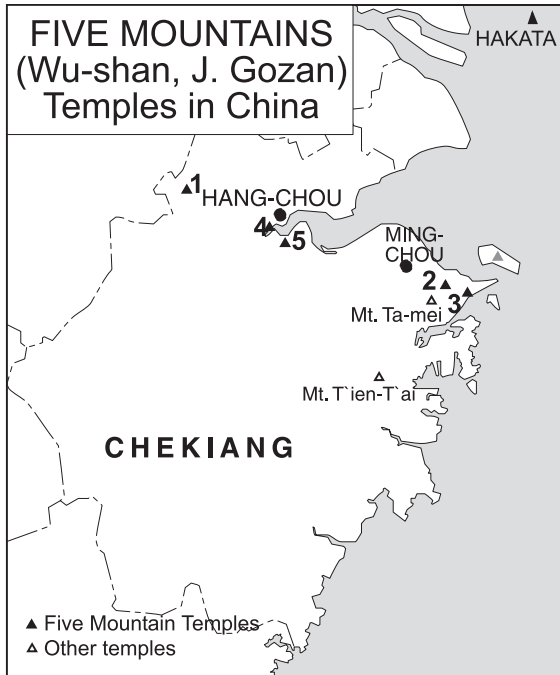 FIVE MOUNTAINS
(Wu-shan, J. Gozan)
Temples in China
HAKATA
1
HANG-CHOU
4
5
MING-
CHOU
2
3
Mt. Ta-mei
Mt. T`ien-T`ai
CHEKIANG
Five Mountain Temples
Other temples